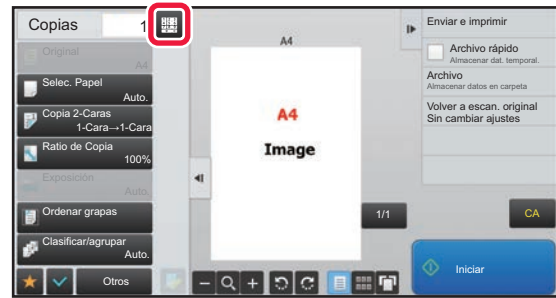 Copias
1
Original
A4
Selec. Papel
Auto.
Copia 2-Caras
1-Cara→1-Cara
Ratio de Copia
100%
Exposición
Auto.
Ordenar grapas
Clasificar/agrupar
Auto.
Otros
A4
A4
Image
1/1
Enviar e imprimir
Archivo rápido
Almacenar dat. temporal.
Archivo
Almacenar datos en carpeta
Volver a escan. original
Sin cambiar ajustes
CA
Iniciar